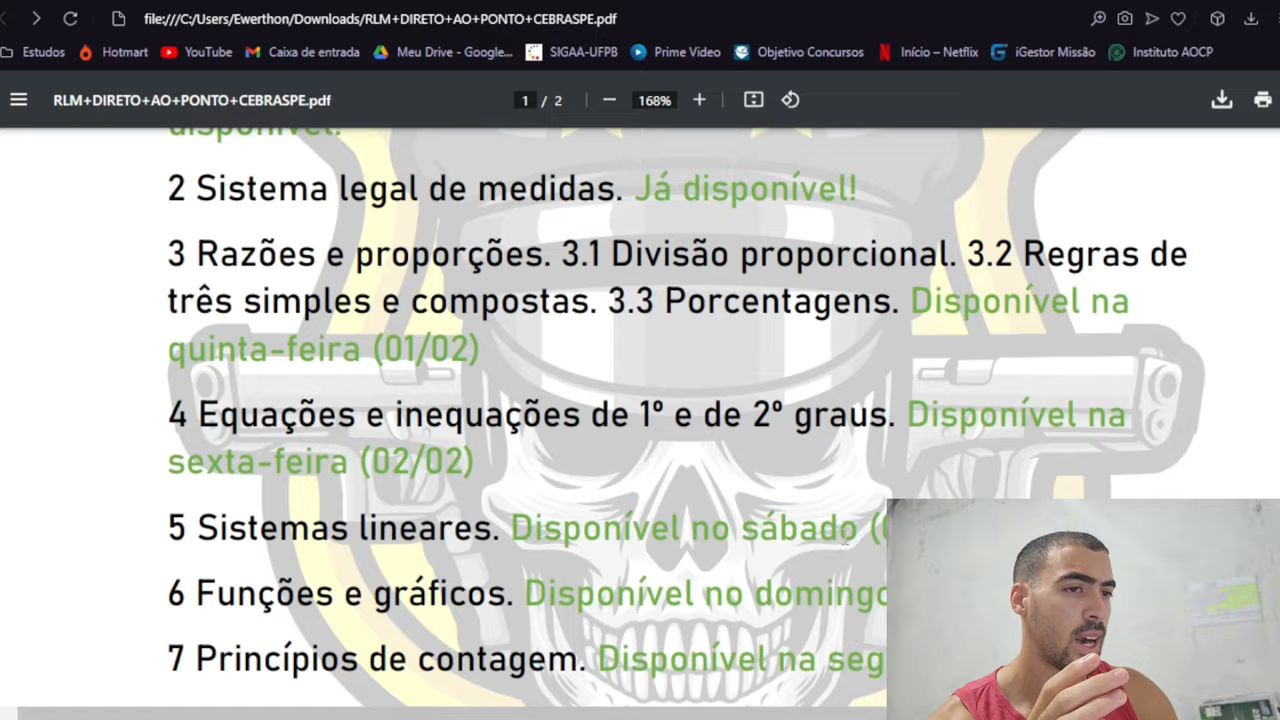 file:///C:/Users/Ewerthon/Downloads/RLM+DIRETO+AO+PONTO+CEBRASPE.pdf
Estudos Hotmart YouTube Caixa de entrada Meu Drive - Google... SIGAA-UFPB Prime Video Objetivo Concursos Início – Netflix iGestor Missão Instituto AOCP
RLM+DIRETO+AO+PONTO+CEBRASPE.pdf 1 / 2 168%
disponível!
2 Sistema legal de medidas. Já disponível!
3 Razões e proporções. 3.1 Divisão proporcional. 3.2 Regras de
três simples e compostas. 3.3 Porcentagens. Disponível na
quinta-feira (01/02)
4 Equações e inequações de 1º e de 2º graus. Disponível na
sexta-feira (02/02)
5 Sistemas lineares. Disponível no sábado (
6 Funções e gráficos. Disponível no domingo
7 Princípios de contagem. Disponível na seg